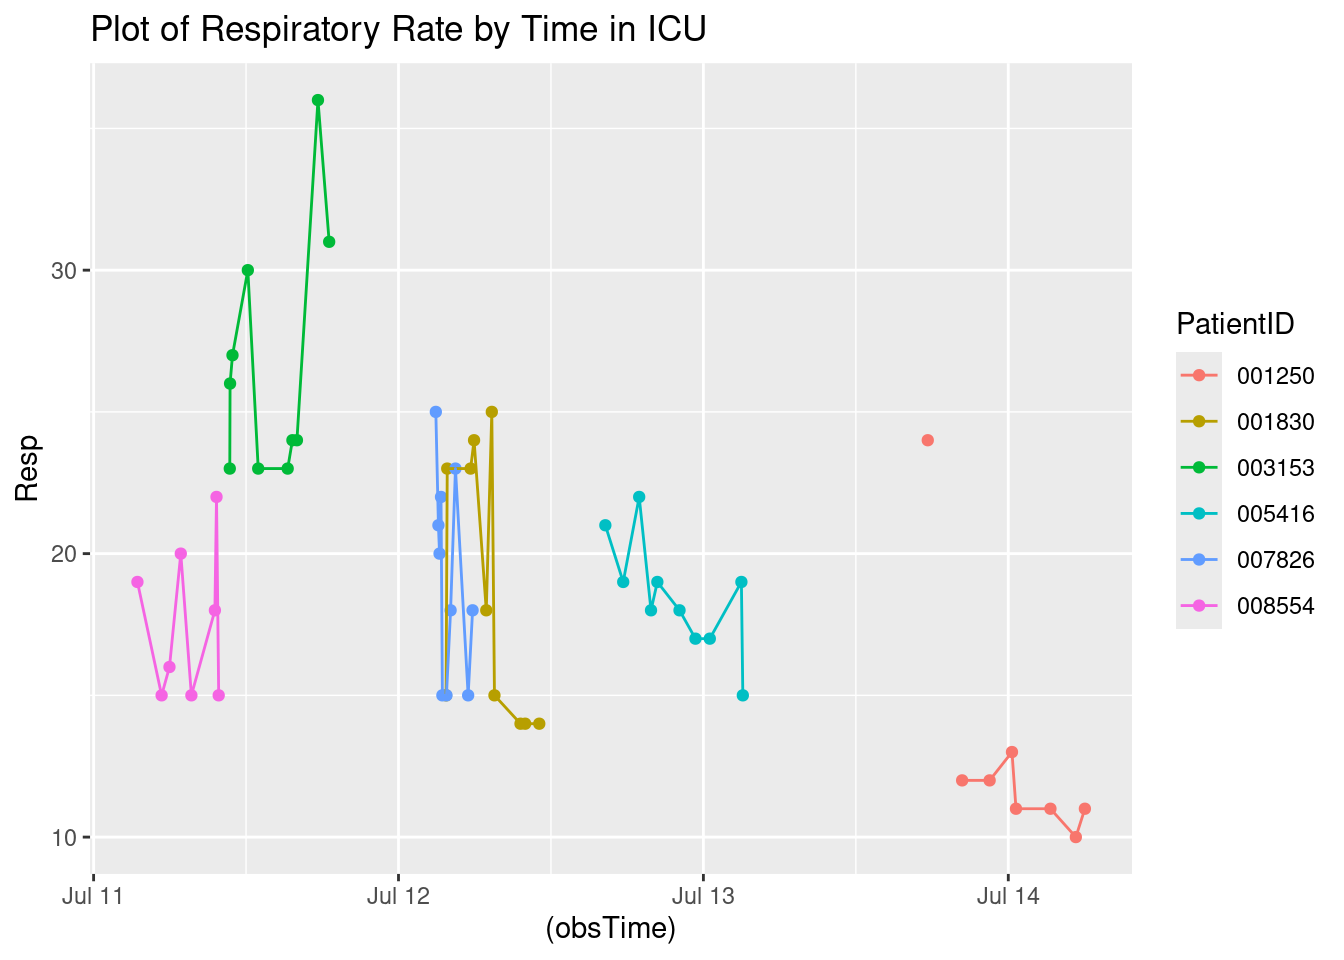 Plot of Respiratory Rate by Time in ICU
Resp
30
20
10
Jul 11
Jul 12
Jul 13
Jul 14
(obsTime)
PatientID
001250
001830
003153
005416
007826
008554